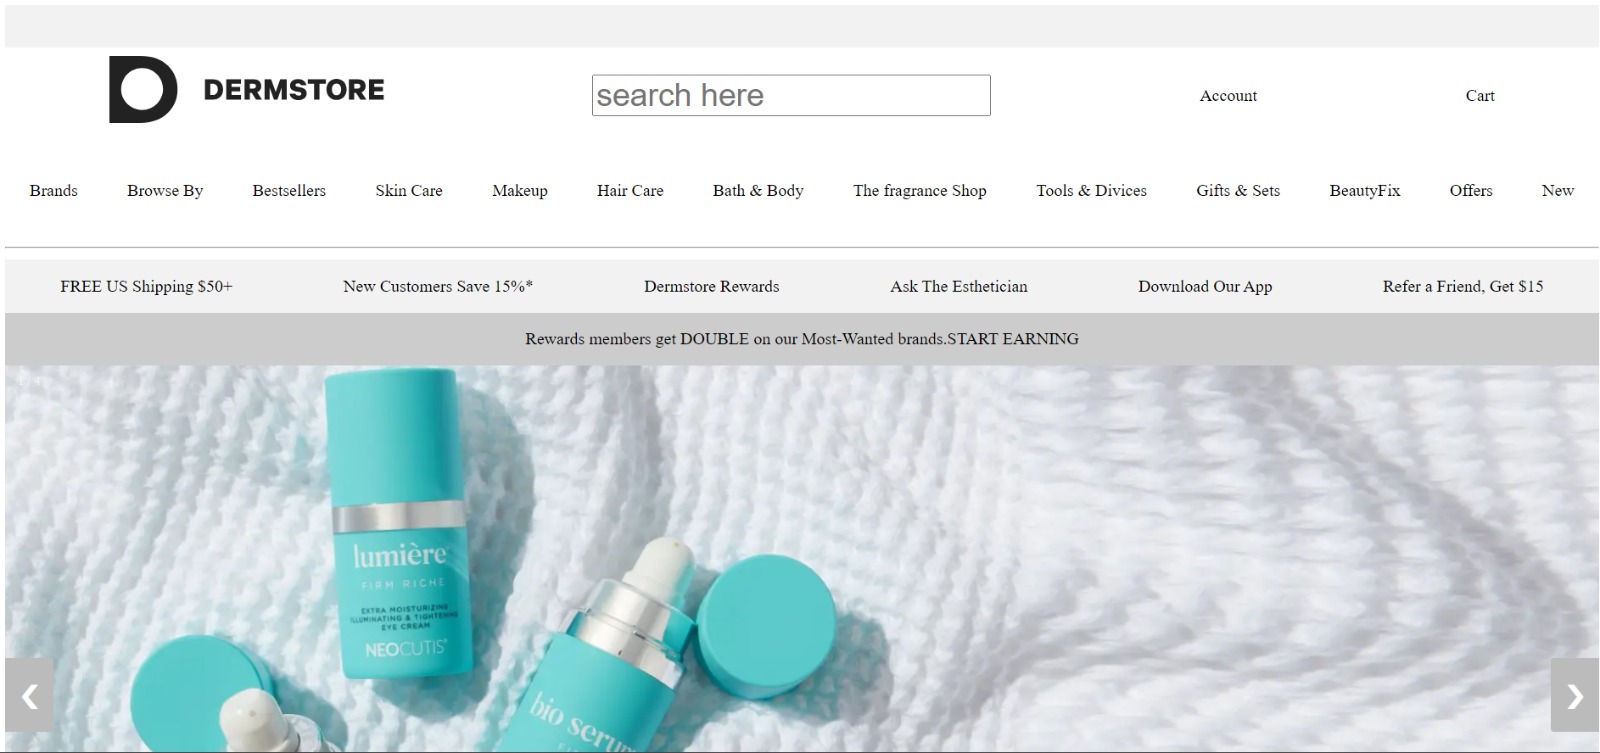 DERMSTORE
search here
Account
Cart
Brands Browse By Bestsellers Skin Care Makeup Hair Care Bath & Body The fragrance Shop Tools & Divices Gifts & Sets BeautyFix Offers New
FREE US Shipping $50+ New Customers Save 15%* Dermstore Rewards Ask The Esthetician Download Our App Refer a Friend, Get $15
Rewards members get DOUBLE on our Most-Wanted brands.START EARNING
lumière
FIRM RICHE
EXTRA MOISTURIZING
ILLUMINATING & TIGHTENING
EYE CREAM
NEOCUTIS®
bio serum